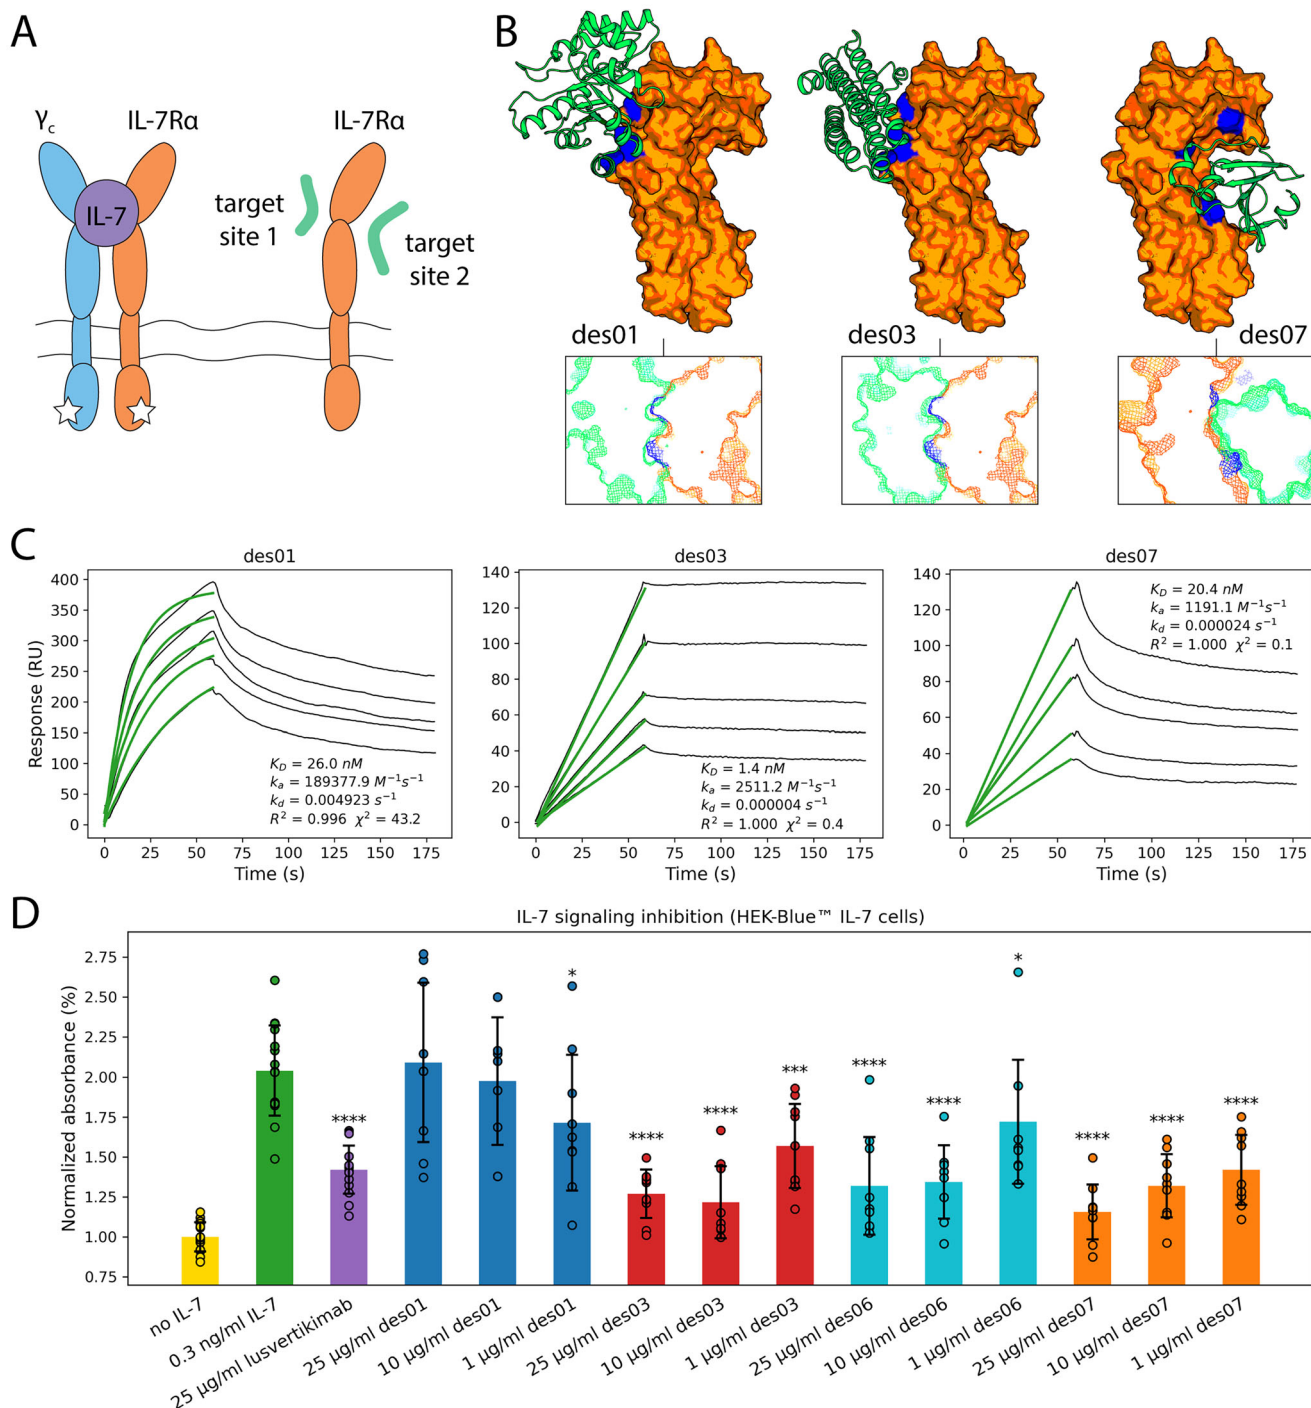 A
γc
IL-7Rα
IL-7
IL-7Rα
target
site 1
target
site 2
B
des01
des03
des07
C
des01
400
350
300
250
200
150
100
50
0
Response (RU)
K_D = 26.0 nM
k_a = 189377.9 M⁻¹s⁻¹
k_d = 0.004923 s⁻¹
R² = 0.996 χ² = 43.2
0 25 50 75 100 125 150 175
Time (s)
des03
140
120
100
80
60
40
20
0
K_D = 1.4 nM
k_a = 2511.2 M⁻¹s⁻¹
k_d = 0.000004 s⁻¹
R² = 1.000 χ² = 0.4
0 25 50 75 100 125 150 175
Time (s)
des07
140
120
100
80
60
40
20
0
K_D = 20.4 nM
k_a = 1191.1 M⁻¹s⁻¹
k_d = 0.000024 s⁻¹
R² = 1.000 χ² = 0.1
0 25 50 75 100 125 150 175
Time (s)
D
IL-7 signaling inhibition (HEK-Blue™ IL-7 cells)
Normalized absorbance (%)
2.75
2.50
2.25
2.00
1.75
1.50
1.25
1.00
0.75
****
*
****
****
***
****
****
*
****
****
****
no IL-7
0.3 ng/ml IL-7
25 μg/ml lusvertikimab
25 μg/ml des01
10 μg/ml des01
1 μg/ml des01
25 μg/ml des03
10 μg/ml des03
1 μg/ml des03
25 μg/ml des06
10 μg/ml des06
1 μg/ml des06
25 μg/ml des07
10 μg/ml des07
1 μg/ml des07